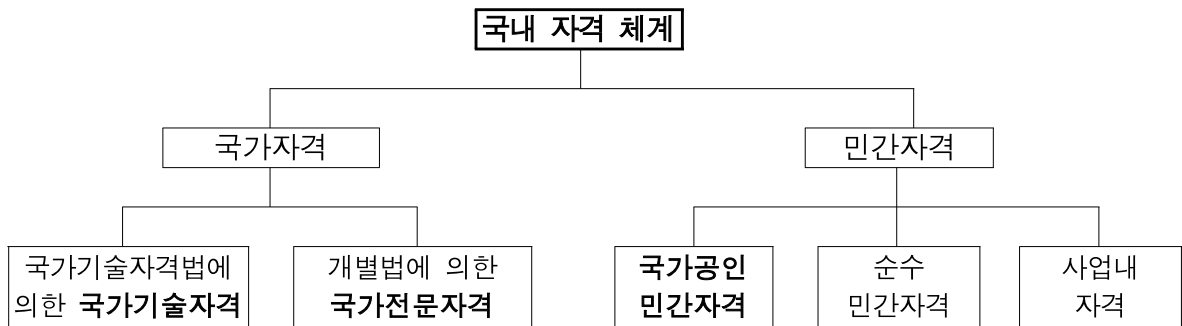 국내 자격 체계
국가자격
민간자격
국가기술자격법에
의한 국가기술자격
개별법에 의한
국가전문자격
국가공인
민간자격
순수
민간자격
사업내
자격